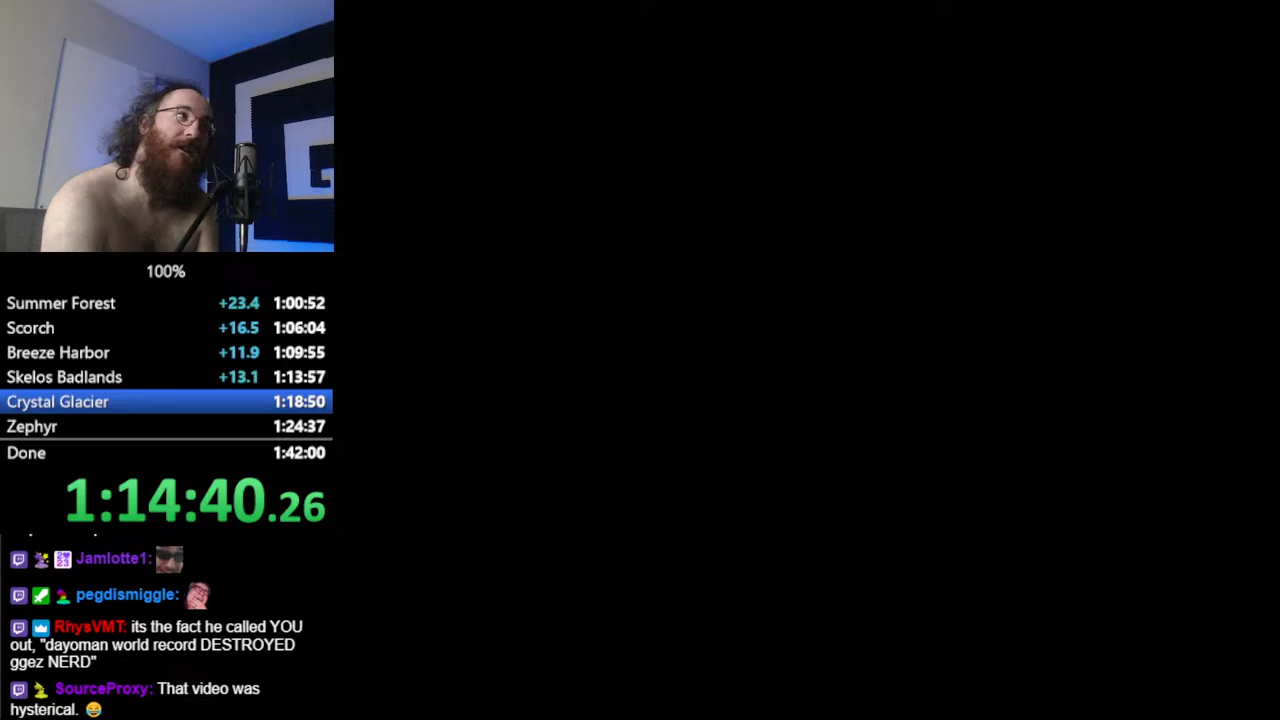 100%
Summer Forest +23.4 1:00:52
Scorch +16.5 1:06:04
Breeze Harbor +11.9 1:09:55
Skelos Badlands +13.1 1:13:57
Crystal Glacier 1:18:50
Zephyr 1:24:37
Done 1:42:00
1:14:40.26
Jamlotte1:
pegdismiggle:
RhysVMT: its the fact he called YOU
out, "dayoman world record DESTROYED
ggez NERD"
SourceProxy: That video was
hysterical. 😂